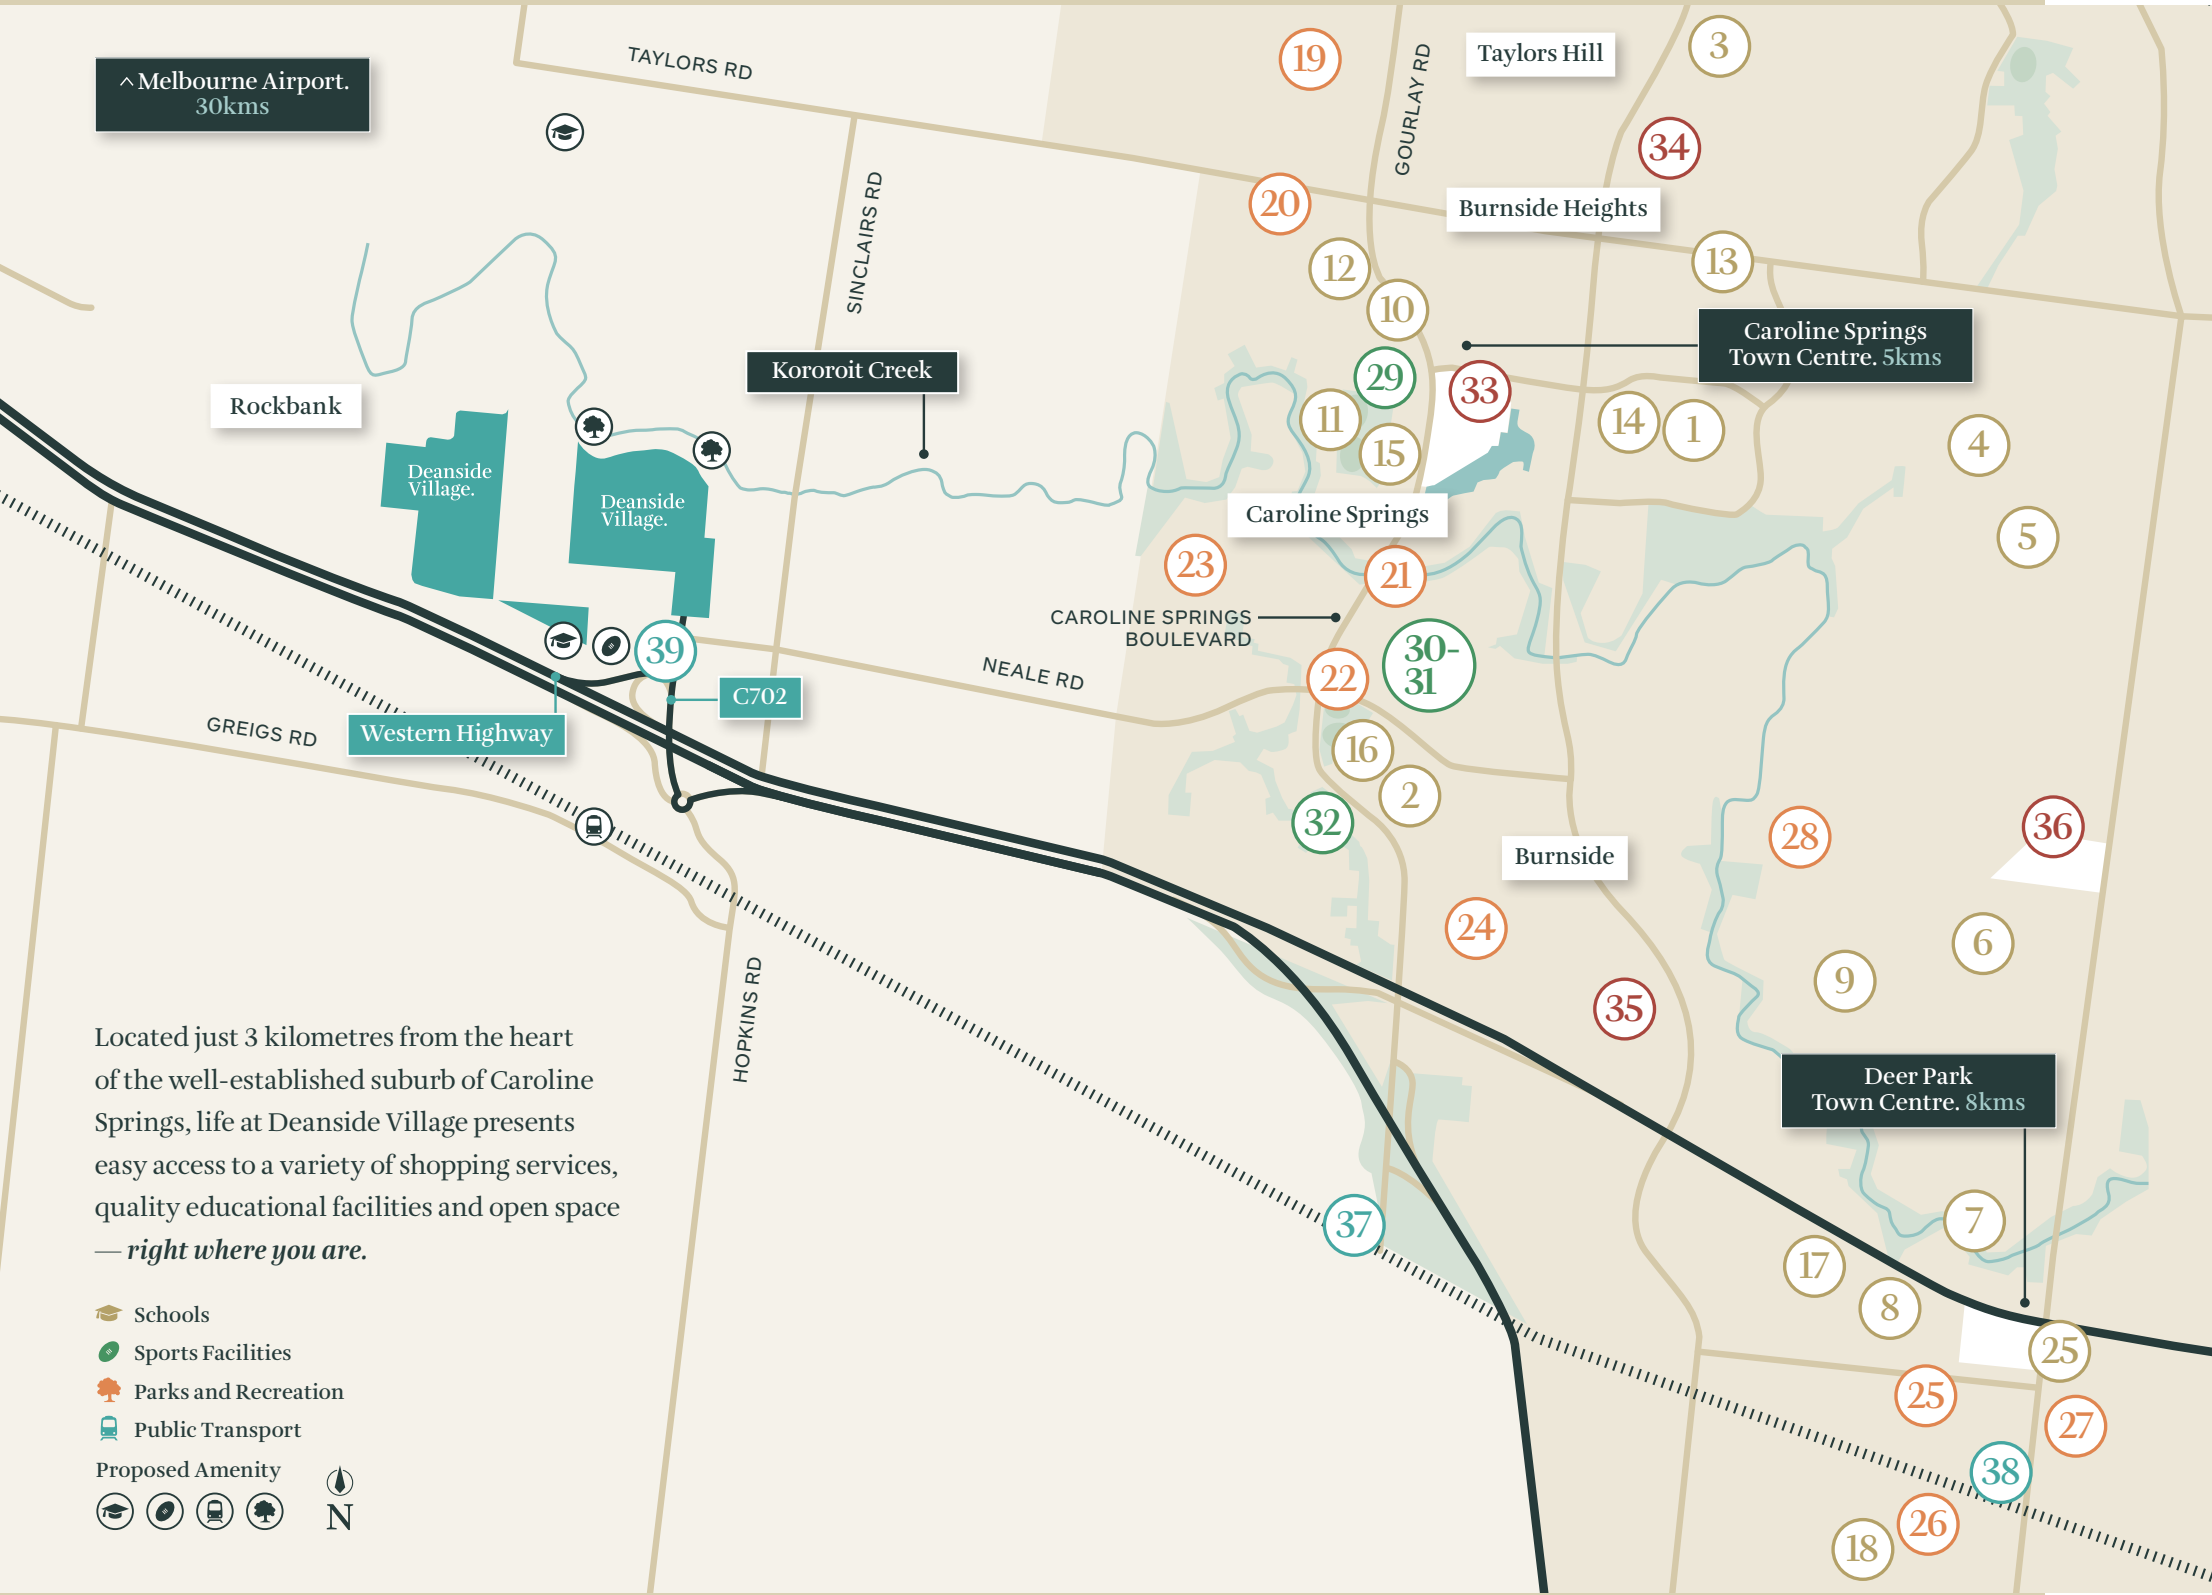 ^ Melbourne Airport.
30kms
TAYLORS RD
19
GOURLAY RD
Taylors Hill
3
34
SINCLAIRS RD
20
Burnside Heights
12
13
10
Caroline Springs
Town Centre. 5kms
Kororoit Creek
29
33
Rockbank
11
14
1
4
15
Deanside
Village.
Deanside
Village.
Caroline Springs
5
23
21
CAROLINE SPRINGS
BOULEVARD
39
30-
31
NEALE RD
22
C702
GREIGS RD
Western Highway
16
2
32
28
36
Burnside
24
6
9
HOPKINS RD
35
Located just 3 kilometres from the heart
of the well-established suburb of Caroline
Springs, life at Deanside Village presents
easy access to a variety of shopping services,
quality educational facilities and open space
— right where you are.
Deer Park
Town Centre. 8kms
37
7
17
8
25
25
27
38
26
18
Schools
Sports Facilities
Parks and Recreation
Public Transport
Proposed Amenity
N